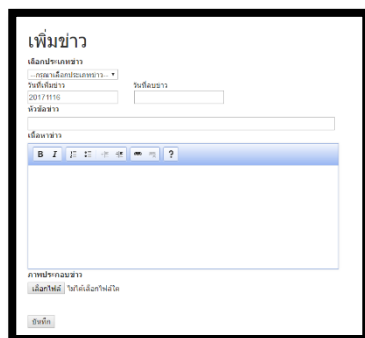 เพิ่มข่าว
เลือกประเภทข่าว
--กรุณาเลือกประเภทข่าว--
วันที่เพิ่มข่าว วันที่ลบข่าว
20171116
หัวข้อข่าว
เนื้อหาข่าว
B I ?
ภาพประกอบข่าว
เลือกไฟล์ ไม่ได้เลือกไฟล์ใด
บันทึก